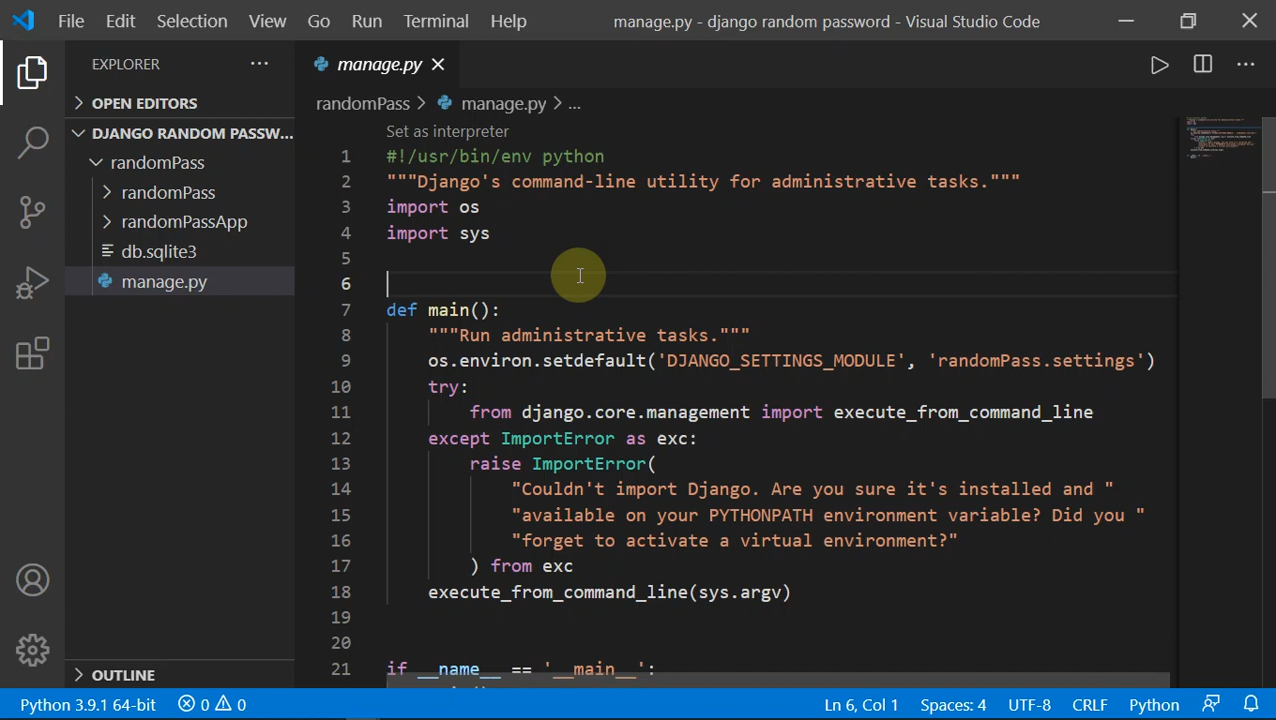 File Edit Selection View Go Run Terminal Help manage.py - django random password - Visual Studio Code
EXPLORER ...
manage.py
OPEN EDITORS
randomPass > manage.py > ...
DJANGO RANDOM PASSW...
Set as interpreter
randomPass
randomPass
randomPassApp
db.sqlite3
manage.py
1 #!/usr/bin/env python
2 """Django's command-line utility for administrative tasks."""
3 import os
4 import sys
5
6
7 def main():
8 """Run administrative tasks."""
9 os.environ.setdefault('DJANGO_SETTINGS_MODULE', 'randomPass.settings')
10 try:
11 from django.core.management import execute_from_command_line
12 except ImportError as exc:
13 raise ImportError(
14 "Couldn't import Django. Are you sure it's installed and "
15 "available on your PYTHONPATH environment variable? Did you "
16 "forget to activate a virtual environment?"
17 ) from exc
18 execute_from_command_line(sys.argv)
19
20
21 if __name__ == '__main__':
OUTLINE
Python 3.9.1 64-bit 0 0 Ln 6, Col 1 Spaces: 4 UTF-8 CRLF Python